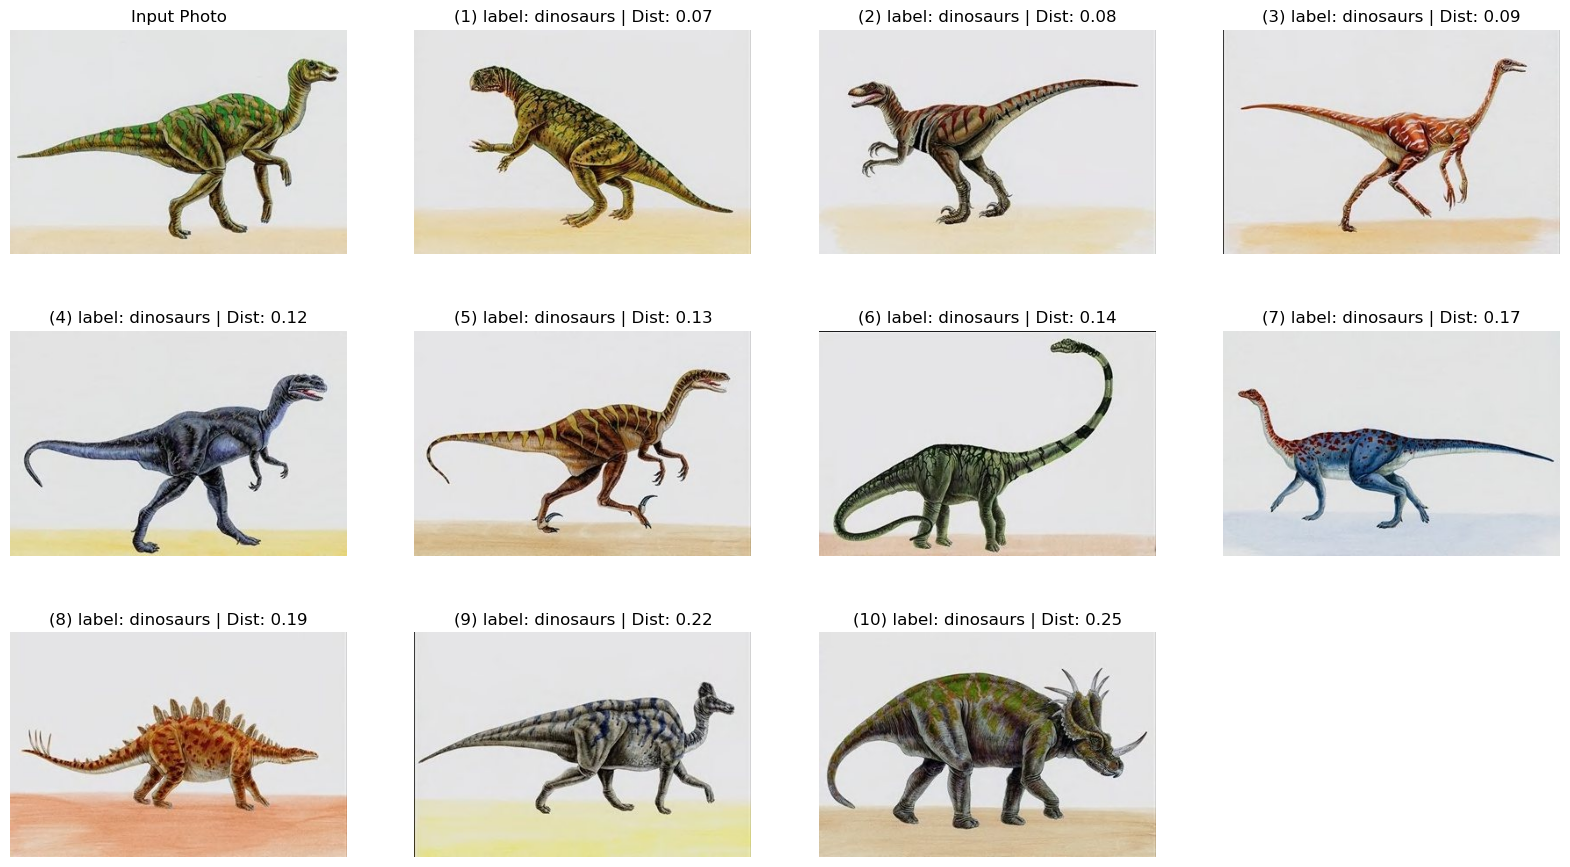 Input Photo
(1) label: dinosaurs | Dist: 0.07
(2) label: dinosaurs | Dist: 0.08
(3) label: dinosaurs | Dist: 0.09
(4) label: dinosaurs | Dist: 0.12
(5) label: dinosaurs | Dist: 0.13
(6) label: dinosaurs | Dist: 0.14
(7) label: dinosaurs | Dist: 0.17
(8) label: dinosaurs | Dist: 0.19
(9) label: dinosaurs | Dist: 0.22
(10) label: dinosaurs | Dist: 0.25